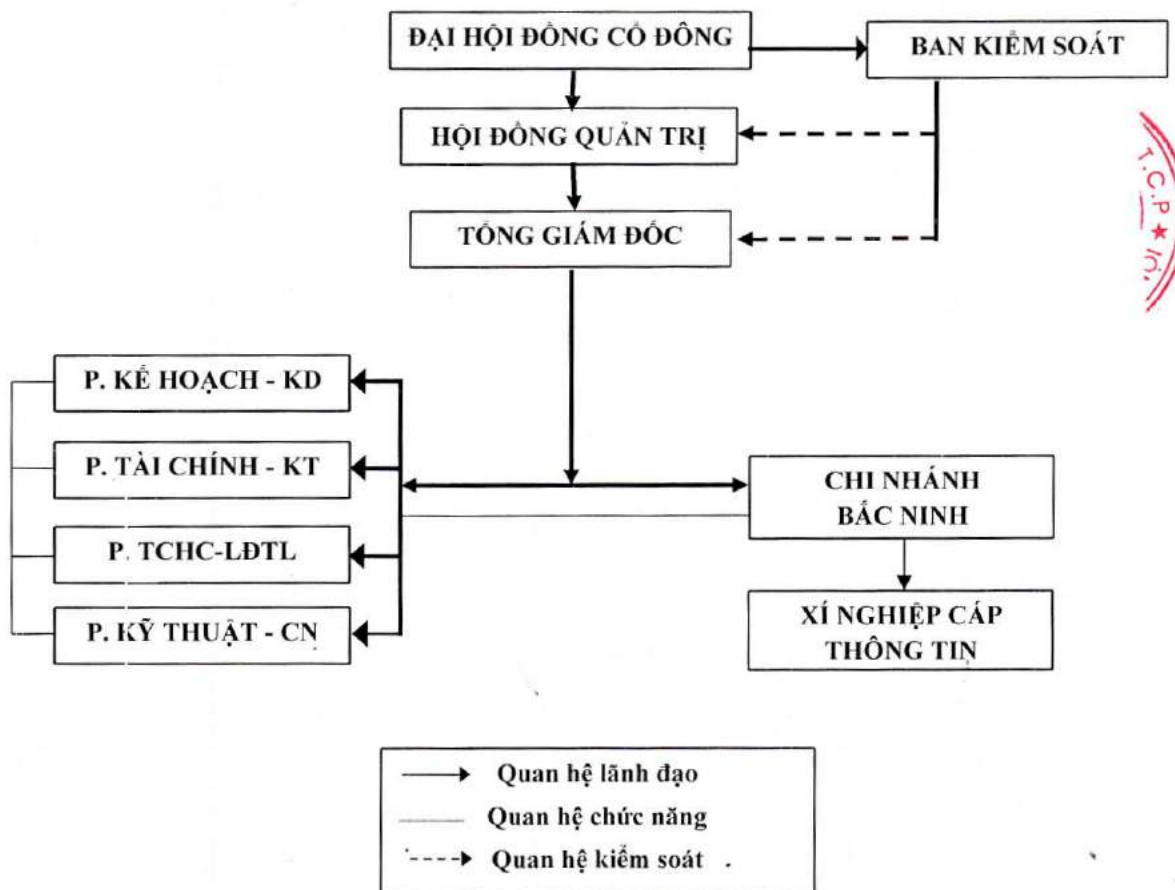 ĐẠI HỘI ĐỒNG CỔ ĐÔNG
BAN KIỂM SOÁT
HỘI ĐỒNG QUẢN TRỊ
TỔNG GIÁM ĐỐC
T.C.P ★
P. KẾ HOẠCH - KD
P. TÀI CHÍNH - KT
P. TCHC-LĐTL
P. KỸ THUẬT - CN
CHI NHÁNH
BẮC NINH
XÍ NGHIỆP CÁP
THÔNG TIN
Quan hệ lãnh đạo
Quan hệ chức năng
Quan hệ kiểm soát